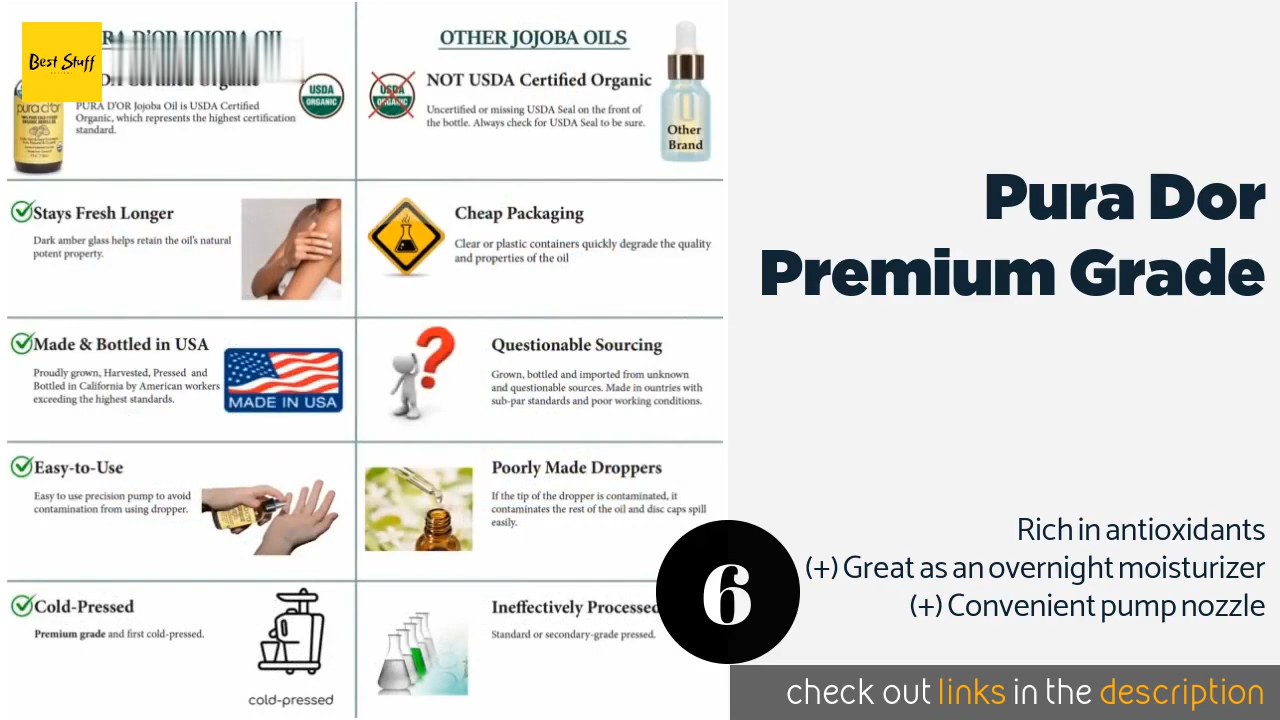 Best Stuff
PURA D'OR JOJOBA OIL
Certified Organic
PURA D'OR Jojoba Oil is USDA Certified
Organic, which represents the highest certification
standard.
USDA
ORGANIC
pura d'or
OTHER JOJOBA OILS
USDA
ORGANIC
NOT USDA Certified Organic
Uncertified or missing USDA Seal on the front of
the bottle. Always check for USDA Seal to be sure.
Other
Brand
Stays Fresh Longer
Dark amber glass helps retain the oil's natural
potent property.
Cheap Packaging
Clear or plastic containers quickly degrade the quality
and properties of the oil
Made & Bottled in USA
Proudly grown, Harvested, Pressed and
Bottled in California by American workers
exceeding the highest standards.
MADE IN USA
Questionable Sourcing
Grown, bottled and imported from unknown
and questionable sources. Made in ountries with
sub-par standards and poor working conditions.
Easy-to-Use
Easy to use precision pump to avoid
contamination from using dropper.
Poorly Made Droppers
If the tip of the dropper is contaminated, it
contaminates the rest of the oil and disc caps spill
easily.
Cold-Pressed
Premium grade and first cold-pressed.
cold-pressed
Ineffectively Processed
Standard or secondary-grade pressed.
Pura Dor
Premium Grade
6
Rich in antioxidants
(+) Great as an overnight moisturizer
(+) Convenient pump nozzle
check out links in the description